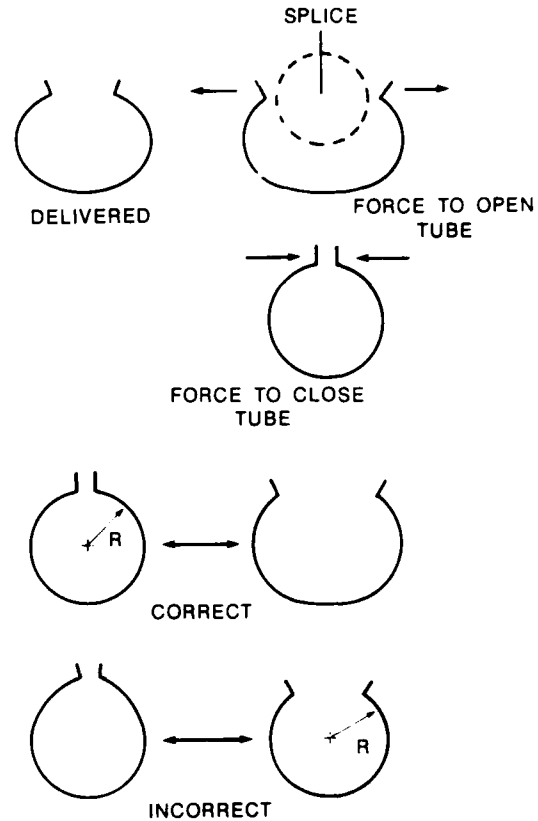 SPLICE
DELIVERED
FORCE TO OPEN
TUBE
FORCE TO CLOSE
TUBE
R
CORRECT
R
INCORRECT